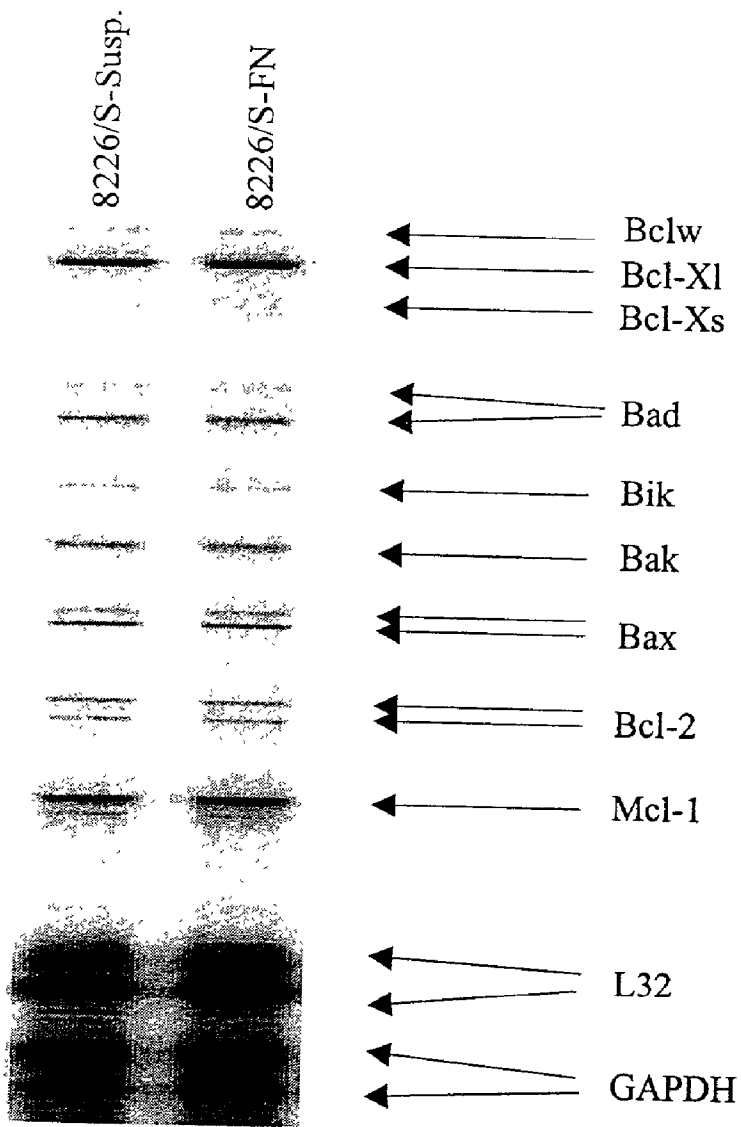 8226/S-Susp.
8226/S-FN
Bclw
Bcl-Xl
Bcl-Xs
Bad
Bik
Bak
Bax
Bcl-2
Mcl-1
L32
GAPDH